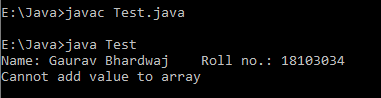 E:\Java>javac Test.java
E:\Java>java Test
Name: Gaurav Bhardwaj    Roll no.: 18103034
Cannot add value to array